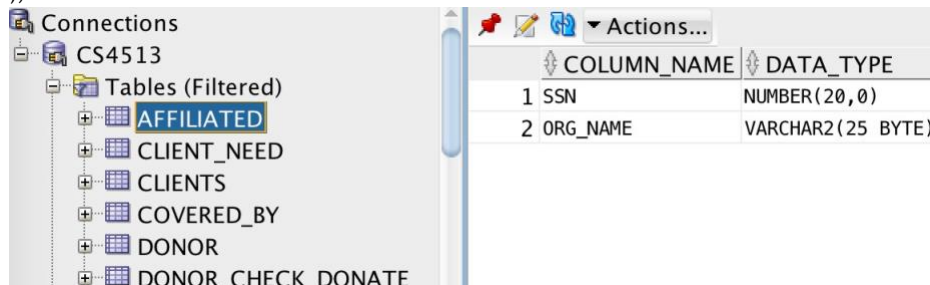 Connections
CS4513
Tables (Filtered)
AFFILIATED
CLIENT_NEED
CLIENTS
COVERED_BY
DONOR
DONOR_CHECK_DONATE
Actions...
COLUMN_NAME DATA_TYPE
1 SSN NUMBER(20,0)
2 ORG_NAME VARCHAR2(25 BYTE)